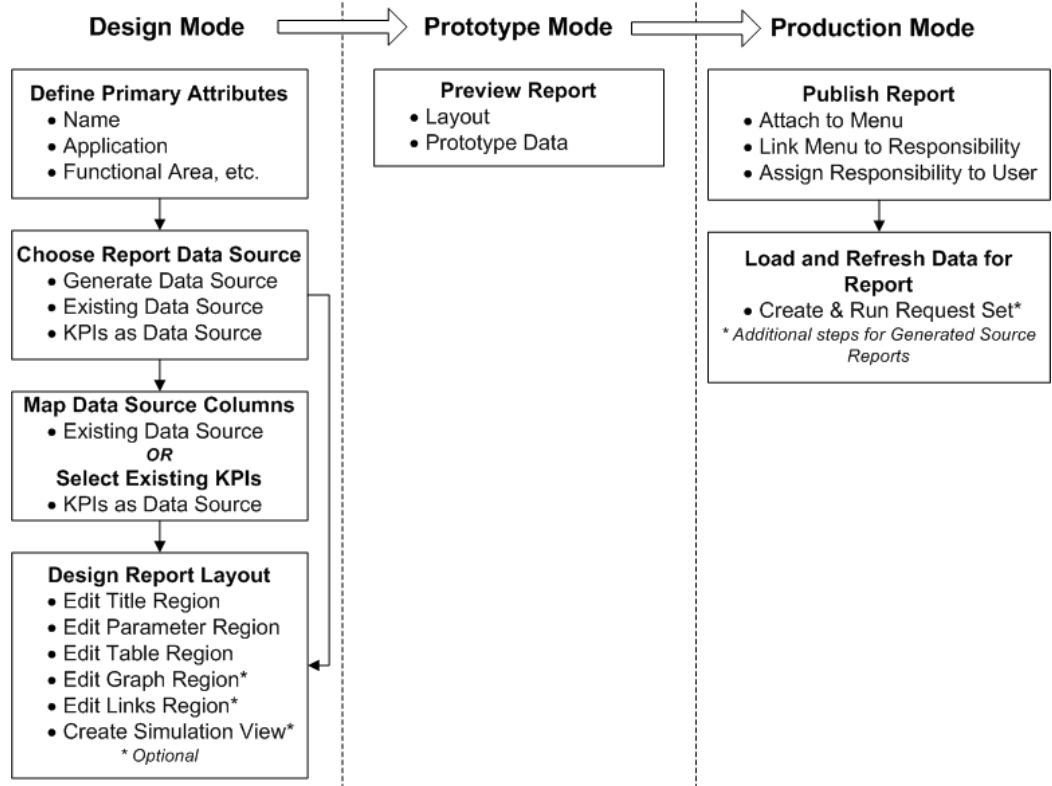 Design Mode
Prototype Mode
Production Mode
Define Primary Attributes
• Name
• Application
• Functional Area, etc.
Choose Report Data Source
• Generate Data Source
• Existing Data Source
• KPIs as Data Source
Map Data Source Columns
• Existing Data Source
OR
Select Existing KPIs
• KPIs as Data Source
Design Report Layout
• Edit Title Region
• Edit Parameter Region
• Edit Table Region
• Edit Graph Region*
• Edit Links Region*
• Create Simulation View*
* Optional
Preview Report
• Layout
• Prototype Data
Publish Report
• Attach to Menu
• Link Menu to Responsibility
• Assign Responsibility to User
Load and Refresh Data for
Report
• Create & Run Request Set*
* Additional steps for Generated Source
Reports